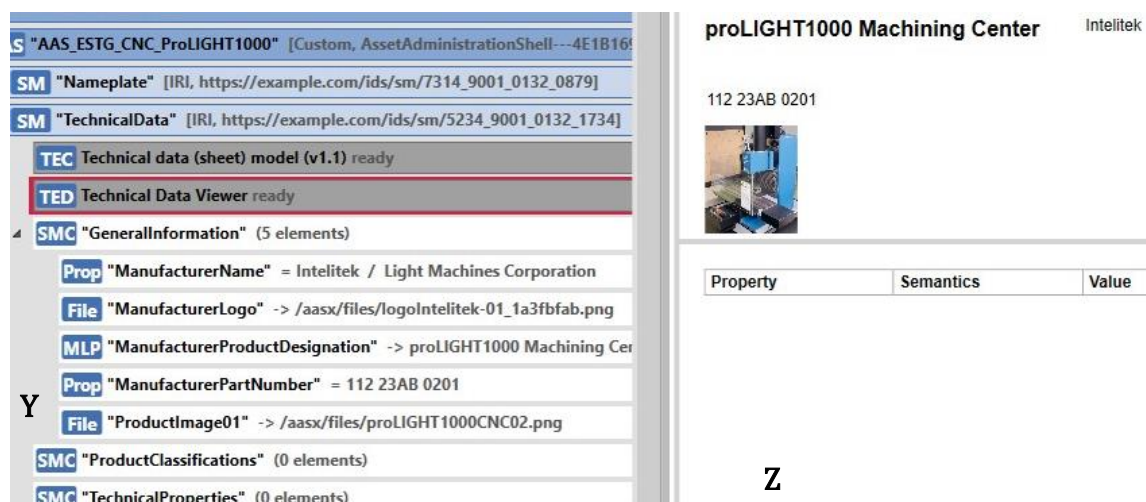 S "AAS_ESTG_CNC_ProLIGHT1000" [Custom, AssetAdministrationShell---4E1B169
SM "Nameplate" [IRI, https://example.com/ids/sm/7314_9001_0132_0879]
SM "TechnicalData" [IRI, https://example.com/ids/sm/5234_9001_0132_1734]
TEC Technical data (sheet) model (v1.1) ready
TED Technical Data Viewer ready
SMC "GeneralInformation" (5 elements)
Prop "ManufacturerName" = Intelitek / Light Machines Corporation
File "ManufacturerLogo" -> /aasx/files/logoIntelitek-01_1a3fbfab.png
MLP "ManufacturerProductDesignation" -> proLIGHT1000 Machining Cen
Prop "ManufacturerPartNumber" = 112 23AB 0201
Y
File "ProductImage01" -> /aasx/files/proLIGHT1000CNC02.png
SMC "ProductClassifications" (0 elements)
SMC "TechnicalProperties" (0 elements)
proLIGHT1000 Machining Center Intelitek
112 23AB 0201
Property Semantics Value
Z